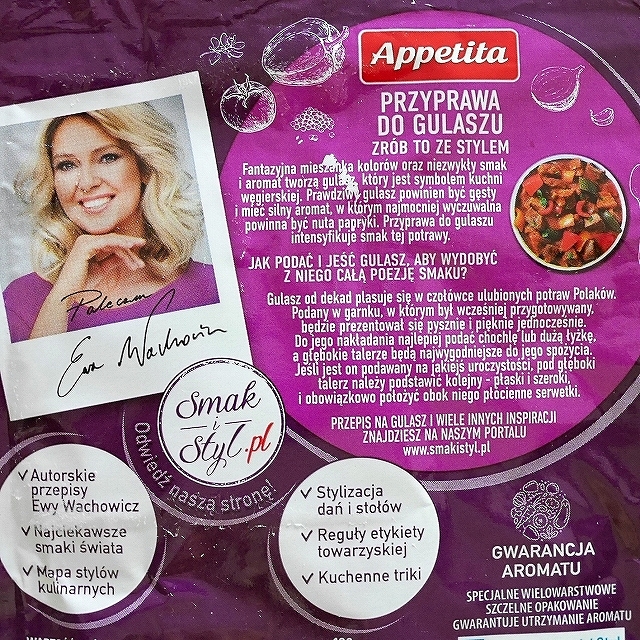 Appetita
PRZYPRAWA
DO GULASZU
ZRÓB TO ZE STYLEM
Fantazyjna mieszanka kolorów oraz niezwykły smak
i aromat tworzą gulasz, który jest symbolem kuchni
węgierskiej. Prawdziwy gulasz powinien być gęsty
i mieć silny aromat, w którym najmocniej wyczuwalna
powinna być nuta papryki. Przyprawa do gulaszu
intensyfikuje smak tej potrawy.
JAK PODAĆ I JEŚĆ GULASZ, ABY WYDOBYĆ
Z NIEGO CAŁĄ POEZJĘ SMAKU?
Gulasz od dekad plasuje się w czołówce ulubionych potraw Polaków.
Podany w garnku, w którym był wcześniej przygotowywany,
będzie prezentował się pysznie i pięknie jednocześnie.
Do jego nakładania najlepiej podać chochlę lub dużą łyżkę,
a głębokie talerze będą najwygodniejsze do jego spożycia.
Jeśli jest on podawany na jakiejś uroczystości, pod głęboki
talerz należy podstawić kolejny - płaski i szeroki,
i obowiązkowo położyć obok niego płócienne serwetki.
PRZEPIS NA GULASZ I WIELE INNYCH INSPIRACJI
ZNAJDZIESZ NA NASZYM PORTALU
www.smakistyl.pl
Polecam
Ewa Wachowicz
Smak
i
Styl.pl
Odwiedź naszą stronę!
Autorskie
przepisy
Ewy Wachowicz
Najciekawsze
smaki świata
Mapa stylów
kulinarnych
Stylizacja
dań i stołów
Reguły etykiety
towarzyskiej
Kuchenne triki
GWARANCJA
AROMATU
SPECJALNE WIELOWARSTWOWE
SZCZELNE OPAKOWANIE
GWARANTUJE UTRZYMANIE AROMATU